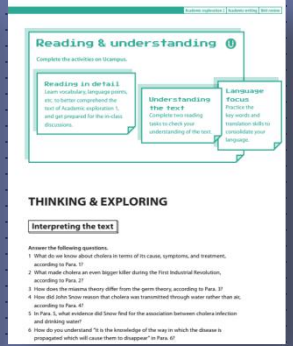 Academic exploration 1 Academic writing Unit review
Reading & understanding U
Complete the activities on Ucampus.
Reading in detail
Learn vocabulary, language points,
etc. to better comprehend the
text of Academic exploration 1,
and get prepared for the in-class
discussions.
Understanding
the text
Complete two reading
tasks to check your
understanding of the text.
Language
focus
Practice the
key words and
translation skills to
consolidate your
language.
THINKING & EXPLORING
Interpreting the text
Answer the following questions.
1 What do we know about cholera in terms of its cause, symptoms, and treatment,
according to Para. 1?
2 What made cholera an even bigger killer during the First Industrial Revolution,
according to Para. 2?
3 How does the miasma theory differ from the germ theory, according to Para. 3?
4 How did John Snow reason that cholera was transmitted through water rather than air,
according to Para. 4?
5 In Para. 5, what evidence did Snow find for the association between cholera infection
and drinking water?
6 How do you understand "it is the knowledge of the way in which the disease is
propagated which will cause them to disappear" in Para. 6?